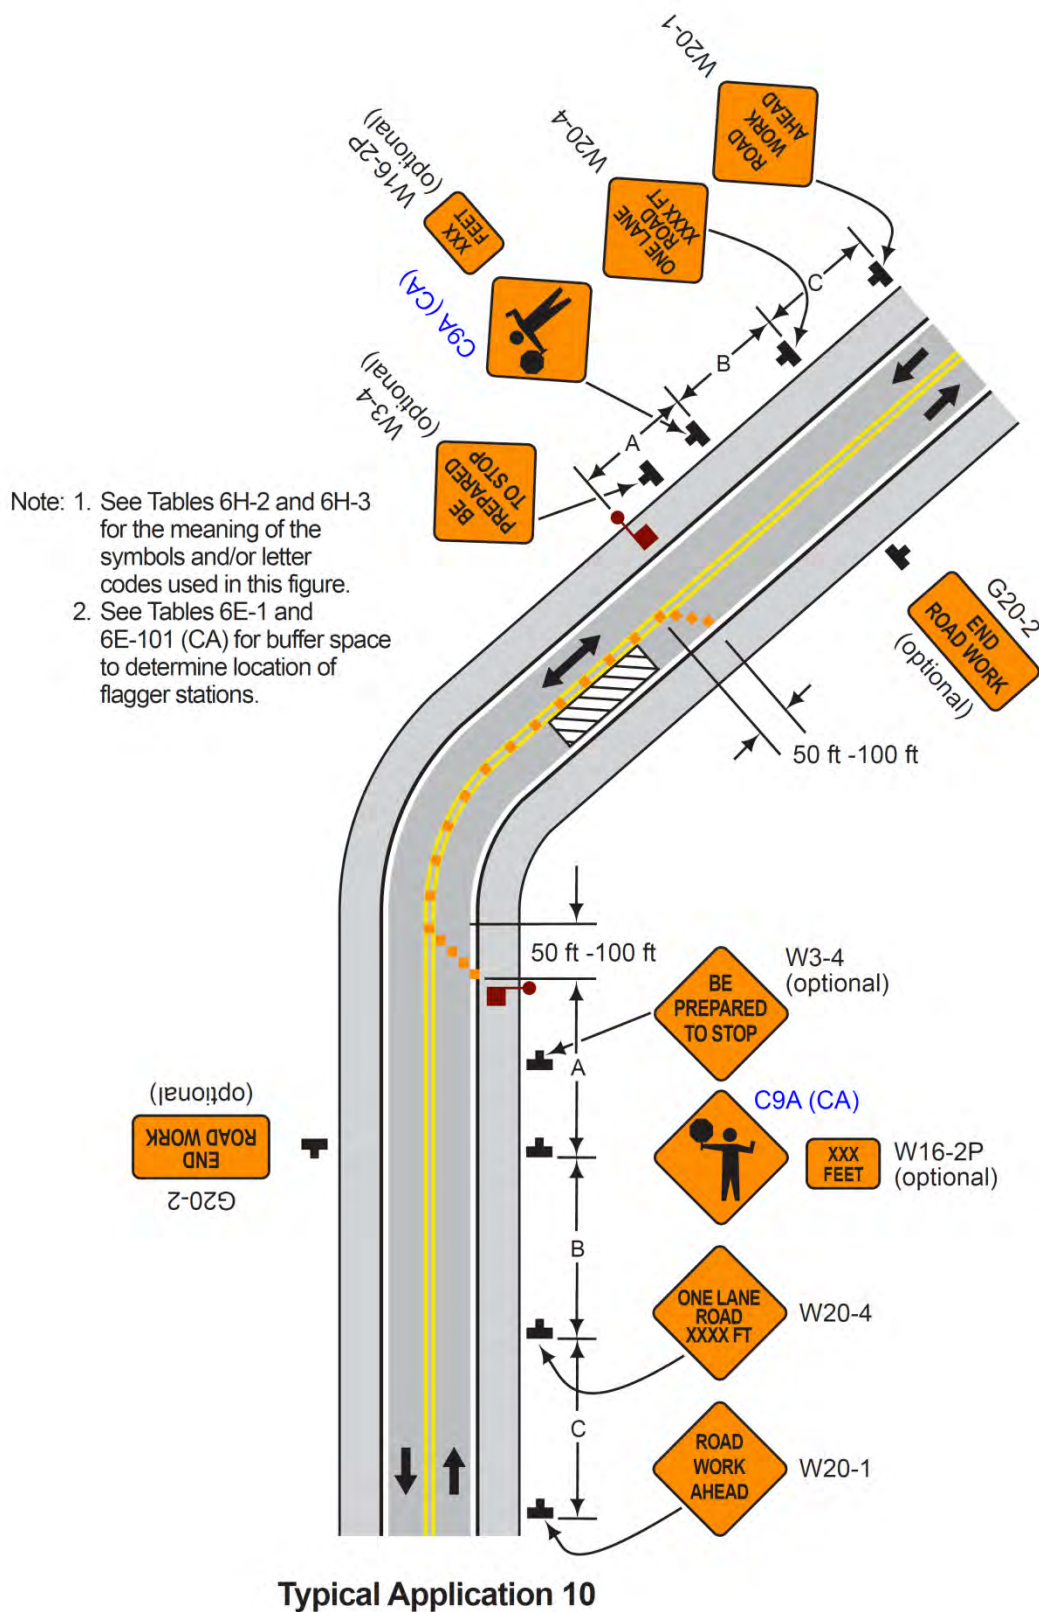 W20-1
ROAD
WORK
AHEAD
W20-4
ONE LANE
ROAD
XXXX FT
W16-2P
(optional)
XXX
FEET
C9A (CA)
W3-4
(optional)
BE
PREPARED
TO STOP
C
B
A
Note: 1. See Tables 6H-2 and 6H-3
for the meaning of the
symbols and/or letter
codes used in this figure.
2. See Tables 6E-1 and
6E-101 (CA) for buffer space
to determine location of
flagger stations.
G20-2
END
ROAD WORK
(optional)
50 ft -100 ft
50 ft -100 ft
W3-4
(optional)
BE
PREPARED
TO STOP
A
C9A (CA)
XXX
FEET
W16-2P
(optional)
G20-2
END
ROAD WORK
(optional)
B
ONE LANE
ROAD
XXXX FT
W20-4
C
ROAD
WORK
AHEAD
W20-1
Typical Application 10